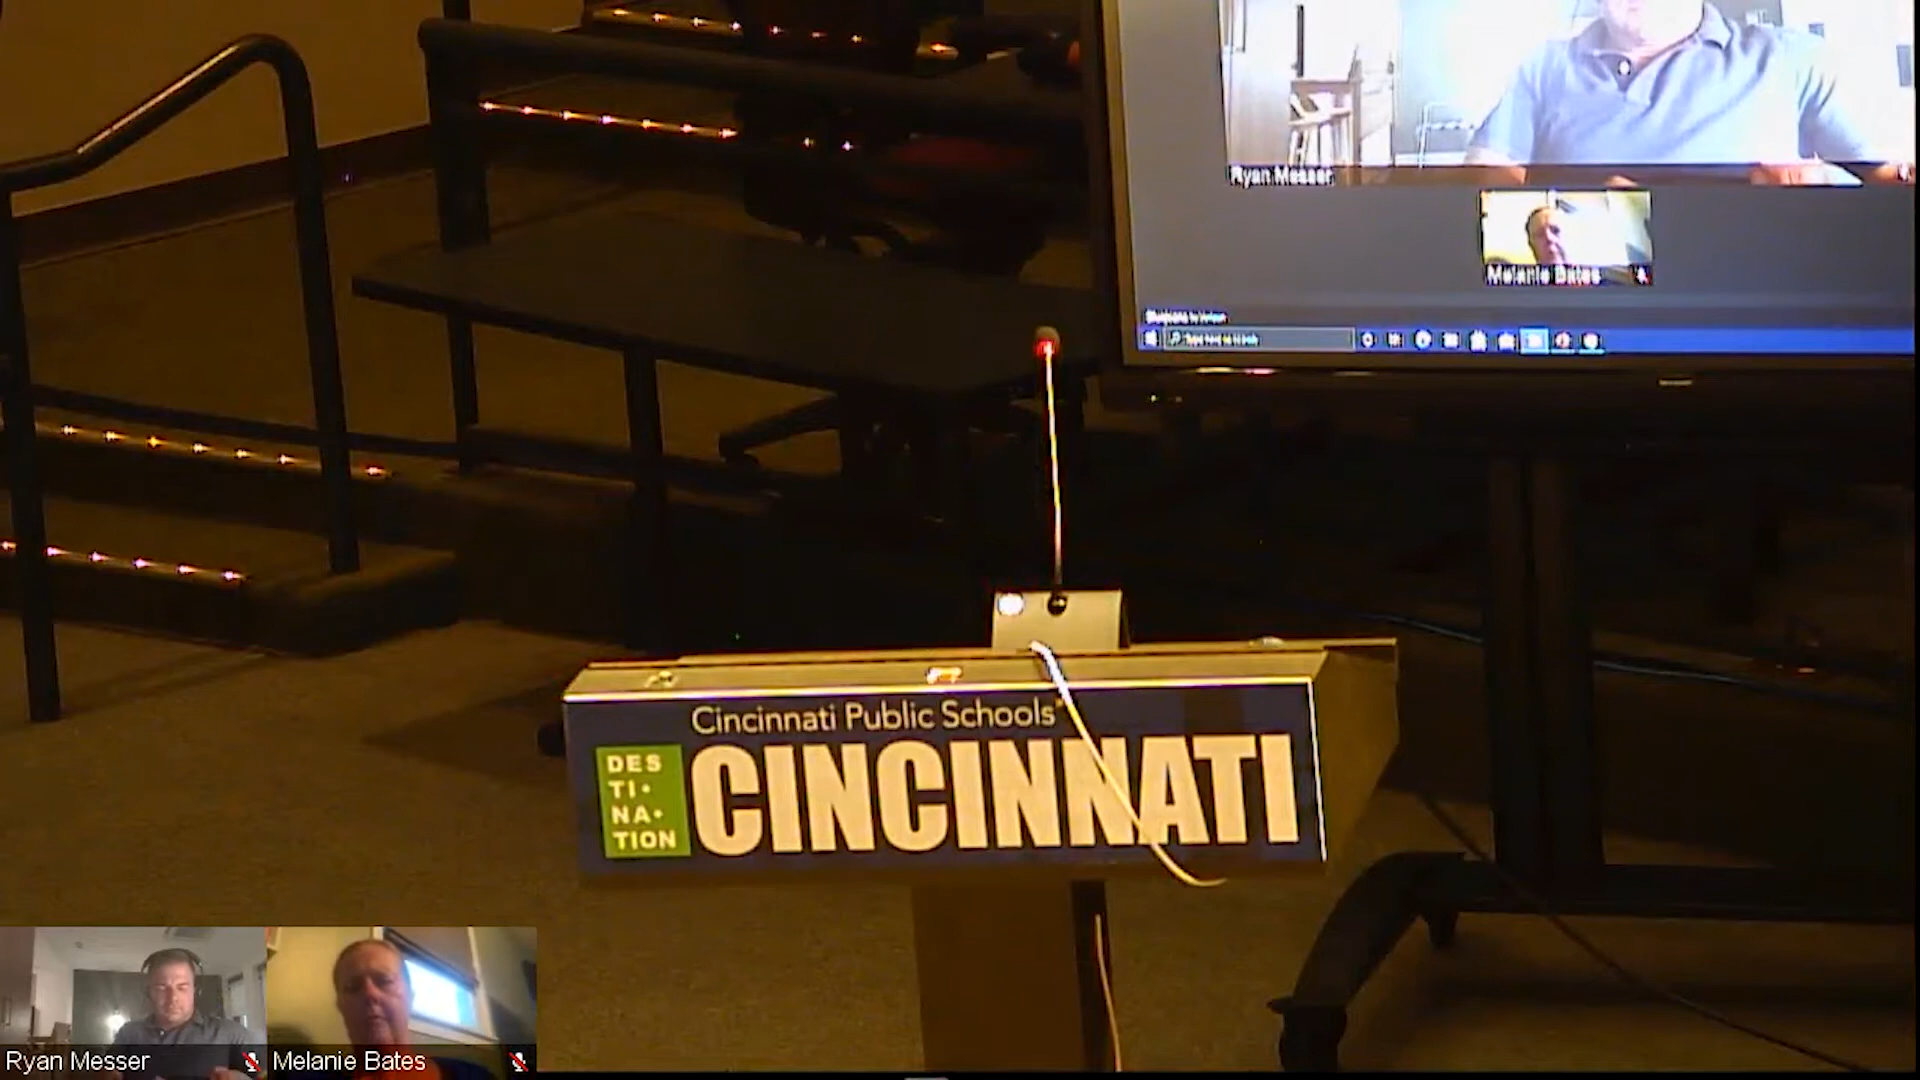 Ryan Messer
Melanie Bates
Cincinnati Public Schools
DES
TI•
NA•
TION
CINCINNATI
Ryan Messer
Melanie Bates